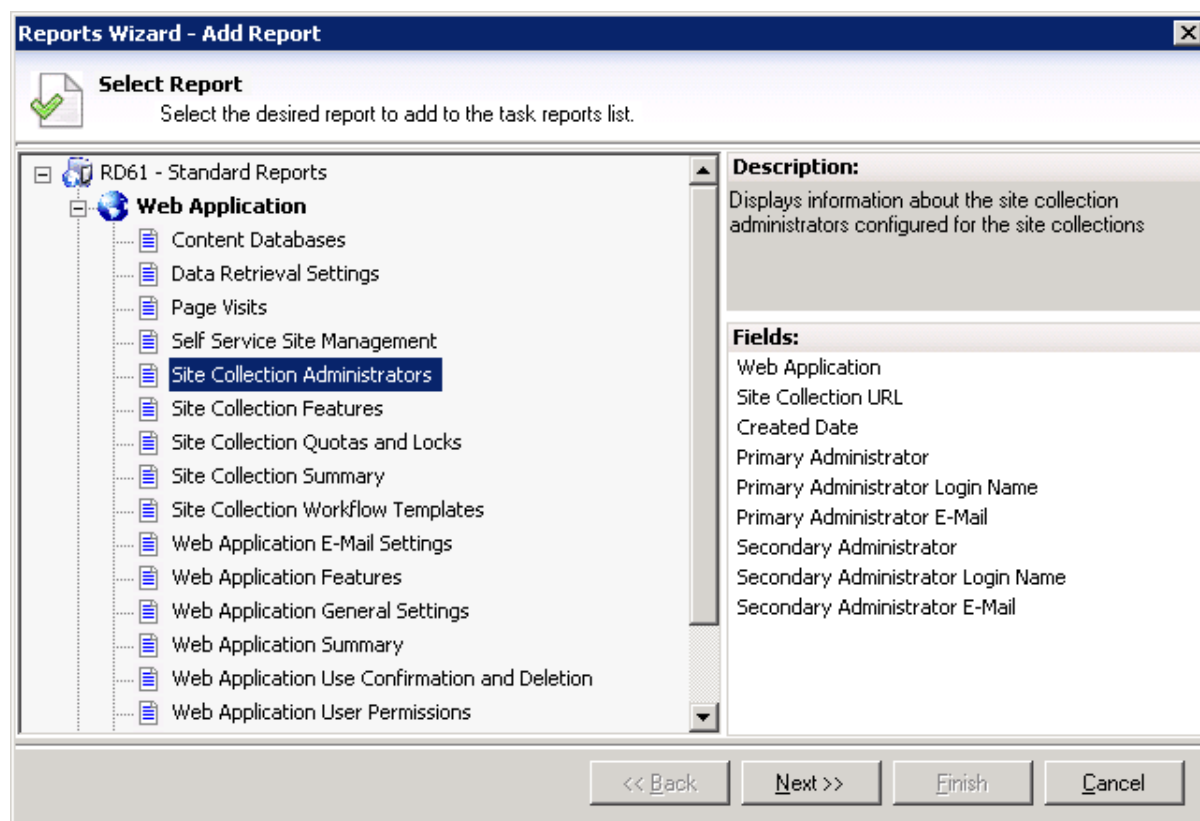 Reports Wizard - Add Report
Select Report
Select the desired report to add to the task reports list.
RD61 - Standard Reports
Web Application
Content Databases
Data Retrieval Settings
Page Visits
Self Service Site Management
Site Collection Administrators
Site Collection Features
Site Collection Quotas and Locks
Site Collection Summary
Site Collection Workflow Templates
Web Application E-Mail Settings
Web Application Features
Web Application General Settings
Web Application Summary
Web Application Use Confirmation and Deletion
Web Application User Permissions
Description:
Displays information about the site collection
administrators configured for the site collections
Fields:
Web Application
Site Collection URL
Created Date
Primary Administrator
Primary Administrator Login Name
Primary Administrator E-Mail
Secondary Administrator
Secondary Administrator Login Name
Secondary Administrator E-Mail
<< Back
Next >>
Finish
Cancel